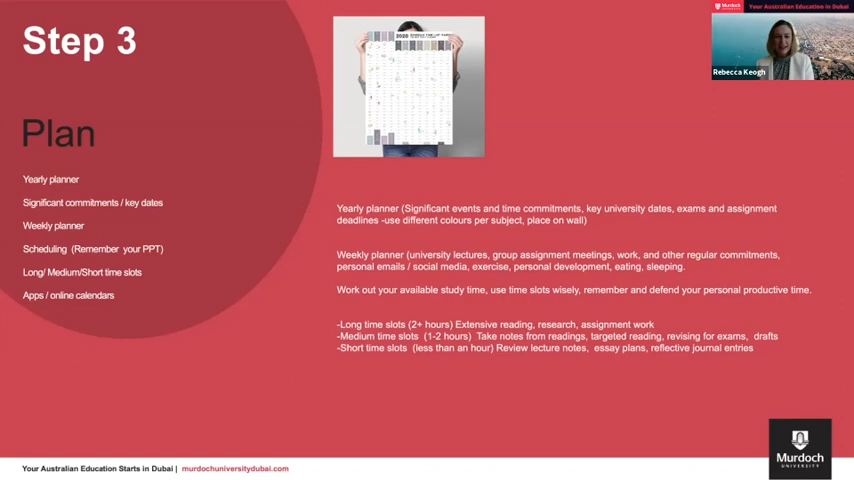 Step 3
Plan
Yearly planner
Significant commitments / key dates
Weekly planner
Scheduling (Remember your PPT)
Long/ Medium/Short time slots
Apps / online calendars
2020
Yearly planner (Significant events and time commitments, key university dates, exams and assignment
deadlines -use different colours per subject, place on wall)
Weekly planner (university lectures, group assignment meetings, work, and other regular commitments,
personal emails / social media, exercise, personal development, eating, sleeping.
Work out your available study time, use time slots wisely, remember and defend your personal productive time.
-Long time slots (2+ hours) Extensive reading, research, assignment work
-Medium time slots (1-2 hours) Take notes from readings, targeted reading, revising for exams, drafts
-Short time slots (less than an hour) Review lecture notes, essay plans, reflective journal entries
Murdoch
UNIVERSITY
Your Australian Education in Dubai
Rebecca Keogh
Your Australian Education Starts in Dubai | murdochuniversitydubai.com
Murdoch
UNIVERSITY